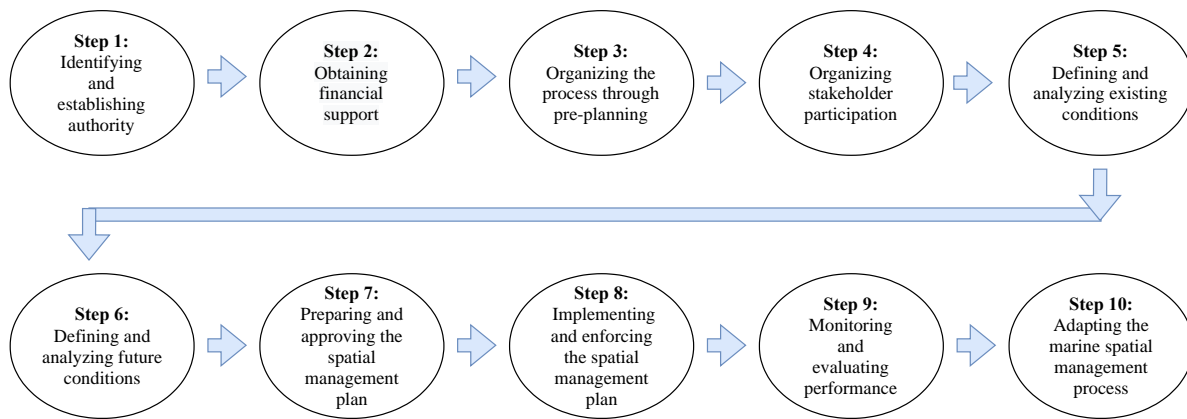 Step 1:
Identifying
and
establishing
authority
Step 2:
Obtaining
financial
support
Step 3:
Organizing the
process through
pre-planning
Step 4:
Organizing
stakeholder
participation
Step 5:
Defining and
analyzing existing
conditions
Step 6:
Defining and
analyzing future
conditions
Step 7:
Preparing and
approving the
spatial
management
plan
Step 8:
Implementing
and enforcing
the spatial
management
plan
Step 9:
Monitoring
and
evaluating
performance
Step 10:
Adapting the
marine spatial
management
process